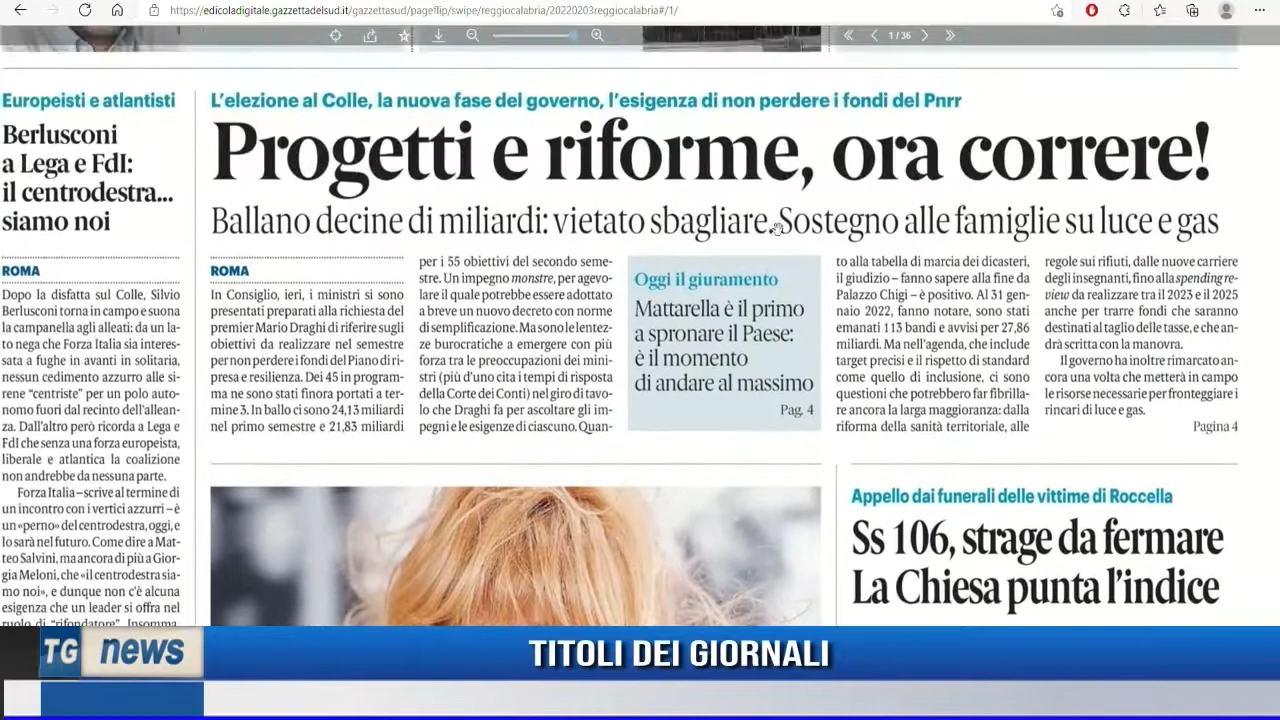 https://edicoladigitale.gazzettadelsud.it/gazzettasud/pageflip/swipe/reggiocalabria/20220203reggiocalabria#/1/
1 / 36
Europeisti e atlantisti
Berlusconi
a Lega e FdI:
il centrodestra...
siamo noi
ROMA
Dopo la disfatta sul Colle, Silvio
Berlusconi torna in campo e suona
la campanella agli alleati: da un la-
to nega che Forza Italia sia interes-
sata a fughe in avanti in solitaria,
nessun cedimento azzurro alle si-
rene “centriste” per un polo auto-
nomo fuori dal recinto dell'allean-
za. Dall'altro però ricorda a Lega e
FdI che senza una forza europeista,
liberale e atlantica la coalizione
non andrebbe da nessuna parte.
Forza Italia – scrive al termine di
un incontro con i vertici azzurri – è
un «perno» del centrodestra, oggi, e
lo sarà nel futuro. Come dire a Mat-
teo Salvini, ma ancora di più a Gior-
gia Meloni, che «il centrodestra sia-
mo noi», e dunque non c'è alcuna
esigenza che un leader si offra nel
ruolo di “rifondatore”. Insomma,
L'elezione al Colle, la nuova fase del governo, l'esigenza di non perdere i fondi del Pnrr
Progetti e riforme, ora correre!
Ballano decine di miliardi: vietato sbagliare. Sostegno alle famiglie su luce e gas
ROMA
In Consiglio, ieri, i ministri si sono
presentati preparati alla richiesta del
premier Mario Draghi di riferire sugli
obiettivi da realizzare nel semestre
per non perdere i fondi del Piano di ri-
presa e resilienza. Dei 45 in program-
ma ne sono stati finora portati a ter-
mine 3. In ballo ci sono 24,13 miliardi
nel primo semestre e 21,83 miliardi
per i 55 obiettivi del secondo seme-
stre. Un impegno monstre, per agevo-
lare il quale potrebbe essere adottato
a breve un nuovo decreto con norme
di semplificazione. Ma sono le lentez-
ze burocratiche a emergere con più
forza tra le preoccupazioni dei mini-
stri (più d'uno cita i tempi di risposta
della Corte dei Conti) nel giro di tavo-
lo che Draghi fa per ascoltare gli im-
pegni e le esigenze di ciascuno. Quan-
Oggi il giuramento
Mattarella è il primo
a spronare il Paese:
è il momento
di andare al massimo
Pag. 4
to alla tabella di marcia dei dicasteri,
il giudizio – fanno sapere alla fine da
Palazzo Chigi – è positivo. Al 31 gen-
naio 2022, fanno notare, sono stati
emanati 113 bandi e avvisi per 27,86
miliardi. Ma nell'agenda, che include
target precisi e il rispetto di standard
come quello di inclusione, ci sono
questioni che potrebbero far fibrilla-
re ancora la larga maggioranza: dalla
riforma della sanità territoriale, alle
regole sui rifiuti, dalle nuove carriere
degli insegnanti, fino alla spending re-
view da realizzare tra il 2023 e il 2025
anche per trarre fondi che saranno
destinati al taglio delle tasse, e che an-
drà scritta con la manovra.
Il governo ha inoltre rimarcato an-
cora una volta che metterà in campo
le risorse necessarie per fronteggiare i
rincari di luce e gas.
Pagina 4
Appello dai funerali delle vittime di Roccella
Ss 106, strage da fermare
La Chiesa punta l'indice
TG news
TITOLI DEI GIORNALI